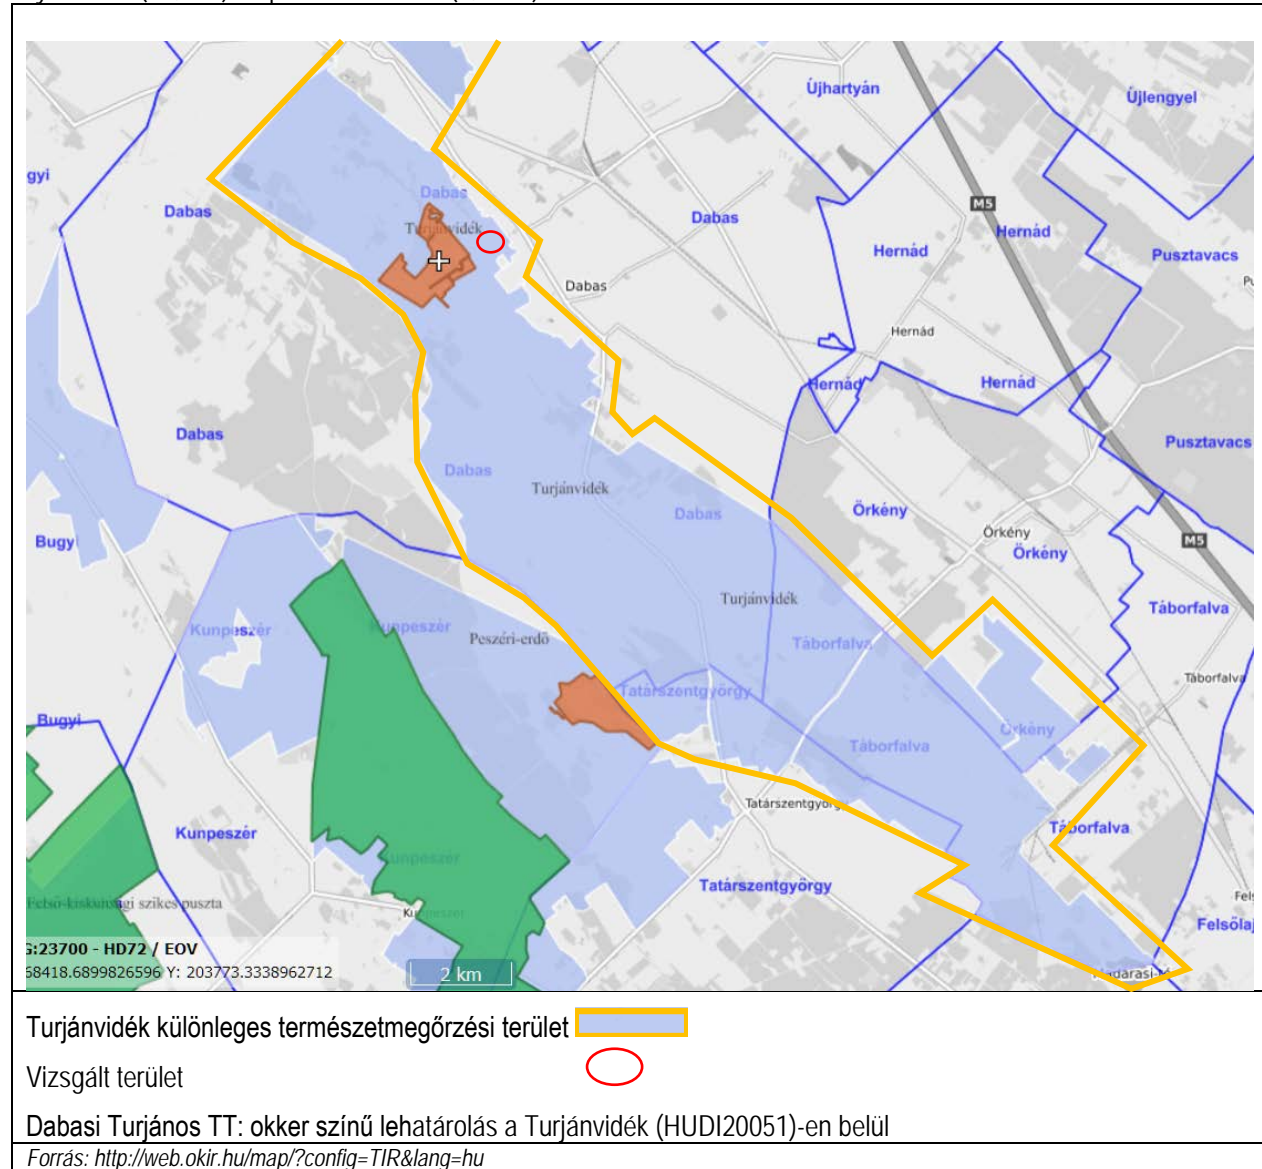 Újhartyán
Újlengyel
gyi
Dabas
Dabas
M5
Dabas
Hernád
Turjánvidék
Hernád
Pusztavacs
Dabas
Hernád
Hernád
Hernád
Dabas
Pusztavacs
Dabas
Turjánvidék
Dabas
Örkény
Örkény
Örkény
M5
Bugyi
Turjánvidék
Táborfalva
Kunpeszér
Kunpeszér
Peszéri-erdő
Táborfalva
Táborfalva
Tatárszentgyörgy
Bugyi
Örkény
Táborfalva
Tatárszentgyörgy
Táborfalva
Kunpeszér
Kunpeszér
Tatárszentgyörgy
Felső-kiskunsági szikes puszta
Felsőlaj
:23700 - HD72 / EOV
68418.6899826596 Y: 203773.3338962712
2 km
Turjánvidék különleges természetmegőrzési terület
Vizsgált terület
Dabasi Turjános TT: okker színű lehatárolás a Turjánvidék (HUDI20051)-en belül
Forrás: http://web.okir.hu/map/?config=TIR&lang=hu